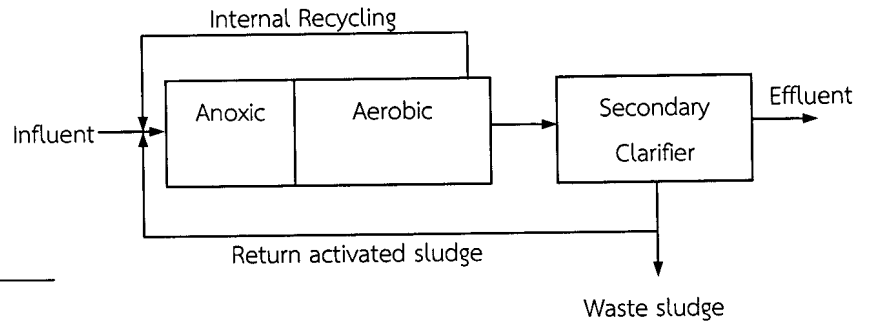 Internal Recycling
Anoxic
Aerobic
Secondary
Clarifier
Effluent
Influent
Return activated sludge
Waste sludge